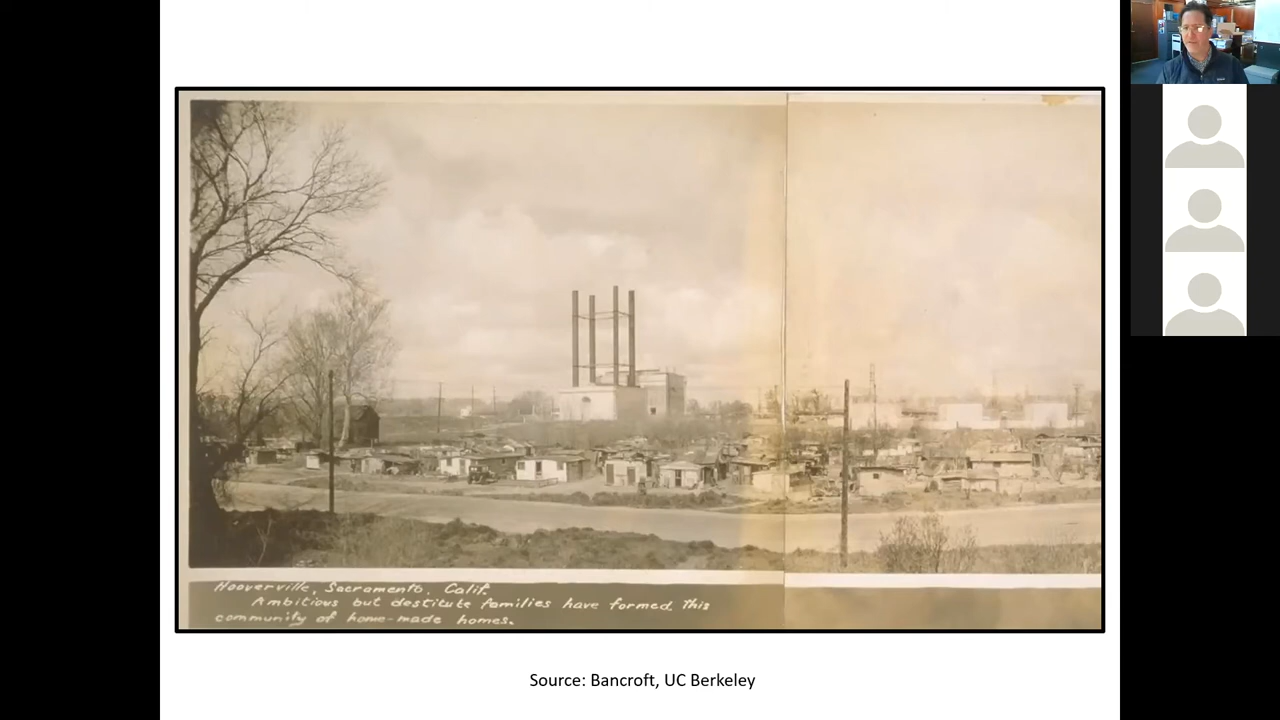 Hooverville, Sacramento. Calif.
Ambitious but destitute families have formed This
community of home-made homes.
Source: Bancroft, UC Berkeley